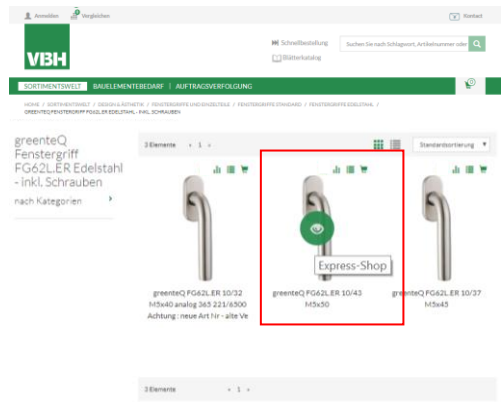 Anmelden
Vergleichen
Kontakt
VBH
Schnellbestellung
Suchen Sie nach Schlagwort, Artikelnummer oder
Blätterkatalog
SORTIMENTSWELT
BAUELEMENTEBEDARF | AUFTRAGSVERFOLGUNG
0
HOME / SORTIMENTSWELT / DESIGN & ÄSTHETIK / FENSTERGRIFFE UND EINZELTEILE / FENSTERGRIFFE STANDARD / FENSTERGRIFFE EDELSTAHL /
GREENTEQ FENSTERGRIFF FG62L.ER EDELSTAHL - INKL. SCHRAUBEN
greenteQ
Fenstergriff
FG62L.ER Edelstahl
- inkl. Schrauben
nach Kategorien
3 Elemente « 1 »
Standardsortierung
Express-Shop
greenteQ FG62L.ER 10/32
M5x40 analog 365 221/6500
Achtung : neue Art Nr - alte Ve
greenteQ FG62L.ER 10/43
M5x50
greenteQ FG62L.ER 10/37
M5x45
3 Elemente « 1 »